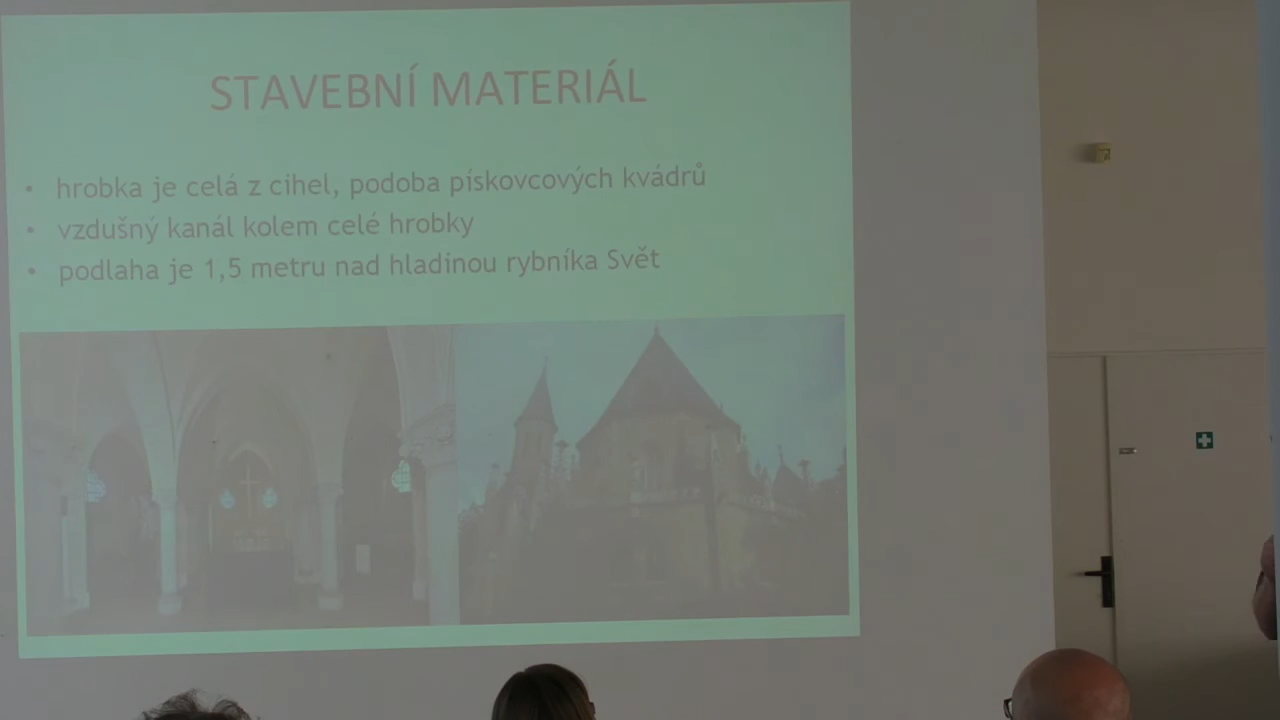 STAVEBNÍ MATERIÁL
• hrobka je celá z cihel, podoba pískovcových kvádrů
• vzdušný kanál kolem celé hrobky
• podlaha je 1,5 metru nad hladinou rybníka Svět